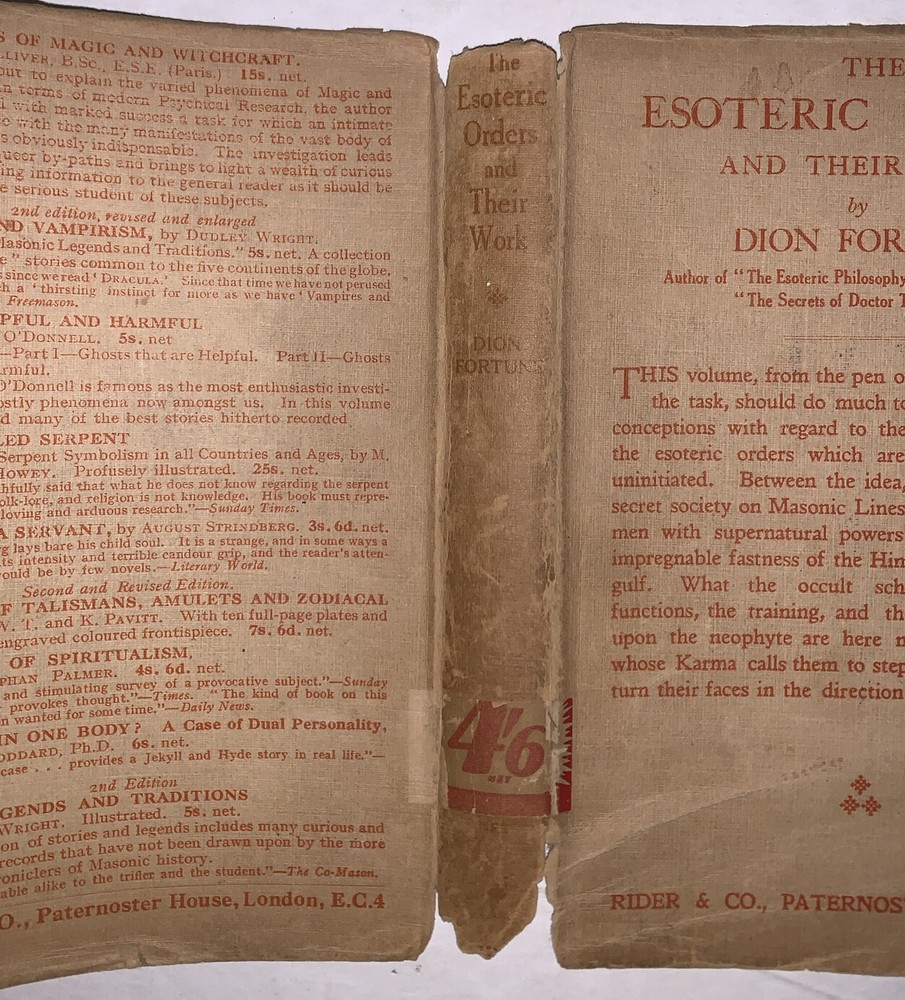 S OF MAGIC AND WITCHCRAFT.
LLIVER, B.Sc., E.S.E. (Paris.) 15s. net.
out to explain the varied phenomena of Magic and
n terms of modern Psychical Research, the author
d with marked success a task for which an intimate
e with the many manifestations of the vast body of
s obviously indispensable. The investigation leads
ueer by-paths and brings to light a wealth of curious
ing information to the general reader as it should be
e serious student of these subjects.
2nd edition, revised and enlarged
ND VAMPIRISM, by DUDLEY WRIGHT.
Masonic Legends and Traditions." 5s. net. A collection
e" stories common to the five continents of the globe.
s since we read 'DRACULA.' Since that time we have not perused
ch a 'thirsting instinct for more as we have 'Vampires and
Freemason.
PFUL AND HARMFUL
O'DONNELL. 5s. net
—Part I—Ghosts that are Helpful. Part II—Ghosts
rmful.
O'Donnell is famous as the most enthusiastic investi-
ostly phenomena now amongst us. In this volume
d many of the best stories hitherto recorded
LED SERPENT
Serpent Symbolism in all Countries and Ages, by M.
HOWEY. Profusely illustrated. 25s. net.
hfully said that what he does not know regarding the serpent
olk-lore, and religion is not knowledge. His book must repre-
loving and arduous research."—Sunday Times.
A SERVANT, by AUGUST STRINDBERG. 3s. 6d. net.
g lays bare his child soul. It is a strange, and in some ways a
ts intensity and terrible candour grip, and the reader's atten-
ould be by few novels.—Literary World.
Second and Revised Edition.
F TALISMANS, AMULETS AND ZODIACAL
W. T. and K. PAVITT. With ten full-page plates and
engraved coloured frontispiece. 7s. 6d. net.
OF SPIRITUALISM,
PHAN PALMER. 4s. 6d. net.
and stimulating survey of a provocative subject."—Sunday
provokes thought."—Times. "The kind of book on this
n wanted for some time."—Daily News.
IN ONE BODY? A Case of Dual Personality,
ODDARD, Ph.D. 6s. net.
case . . . provides a Jekyll and Hyde story in real life."—
2nd Edition
GENDS AND TRADITIONS
WRIGHT. Illustrated. 5s. net.
on of stories and legends includes many curious and
records that have not been drawn upon by the more
roniclers of Masonic history.
able alike to the trifler and the student."—The Co-Mason.
O., Paternoster House, London, E.C.4
The
Esoteric
Orders
and
Their
Work
DION
FORTUNE
4/6
NET
THE
ESOTERIC
AND THEIR
by
DION FOR
Author of "The Esoteric Philosophy
"The Secrets of Doctor T
THIS volume, from the pen o
the task, should do much to
conceptions with regard to the
the esoteric orders which are
uninitiated. Between the idea,
secret society on Masonic Lines
men with supernatural powers
impregnable fastness of the Him
gulf. What the occult sch
functions, the training, and th
upon the neophyte are here m
whose Karma calls them to step
turn their faces in the direction
RIDER & CO., PATERNOS